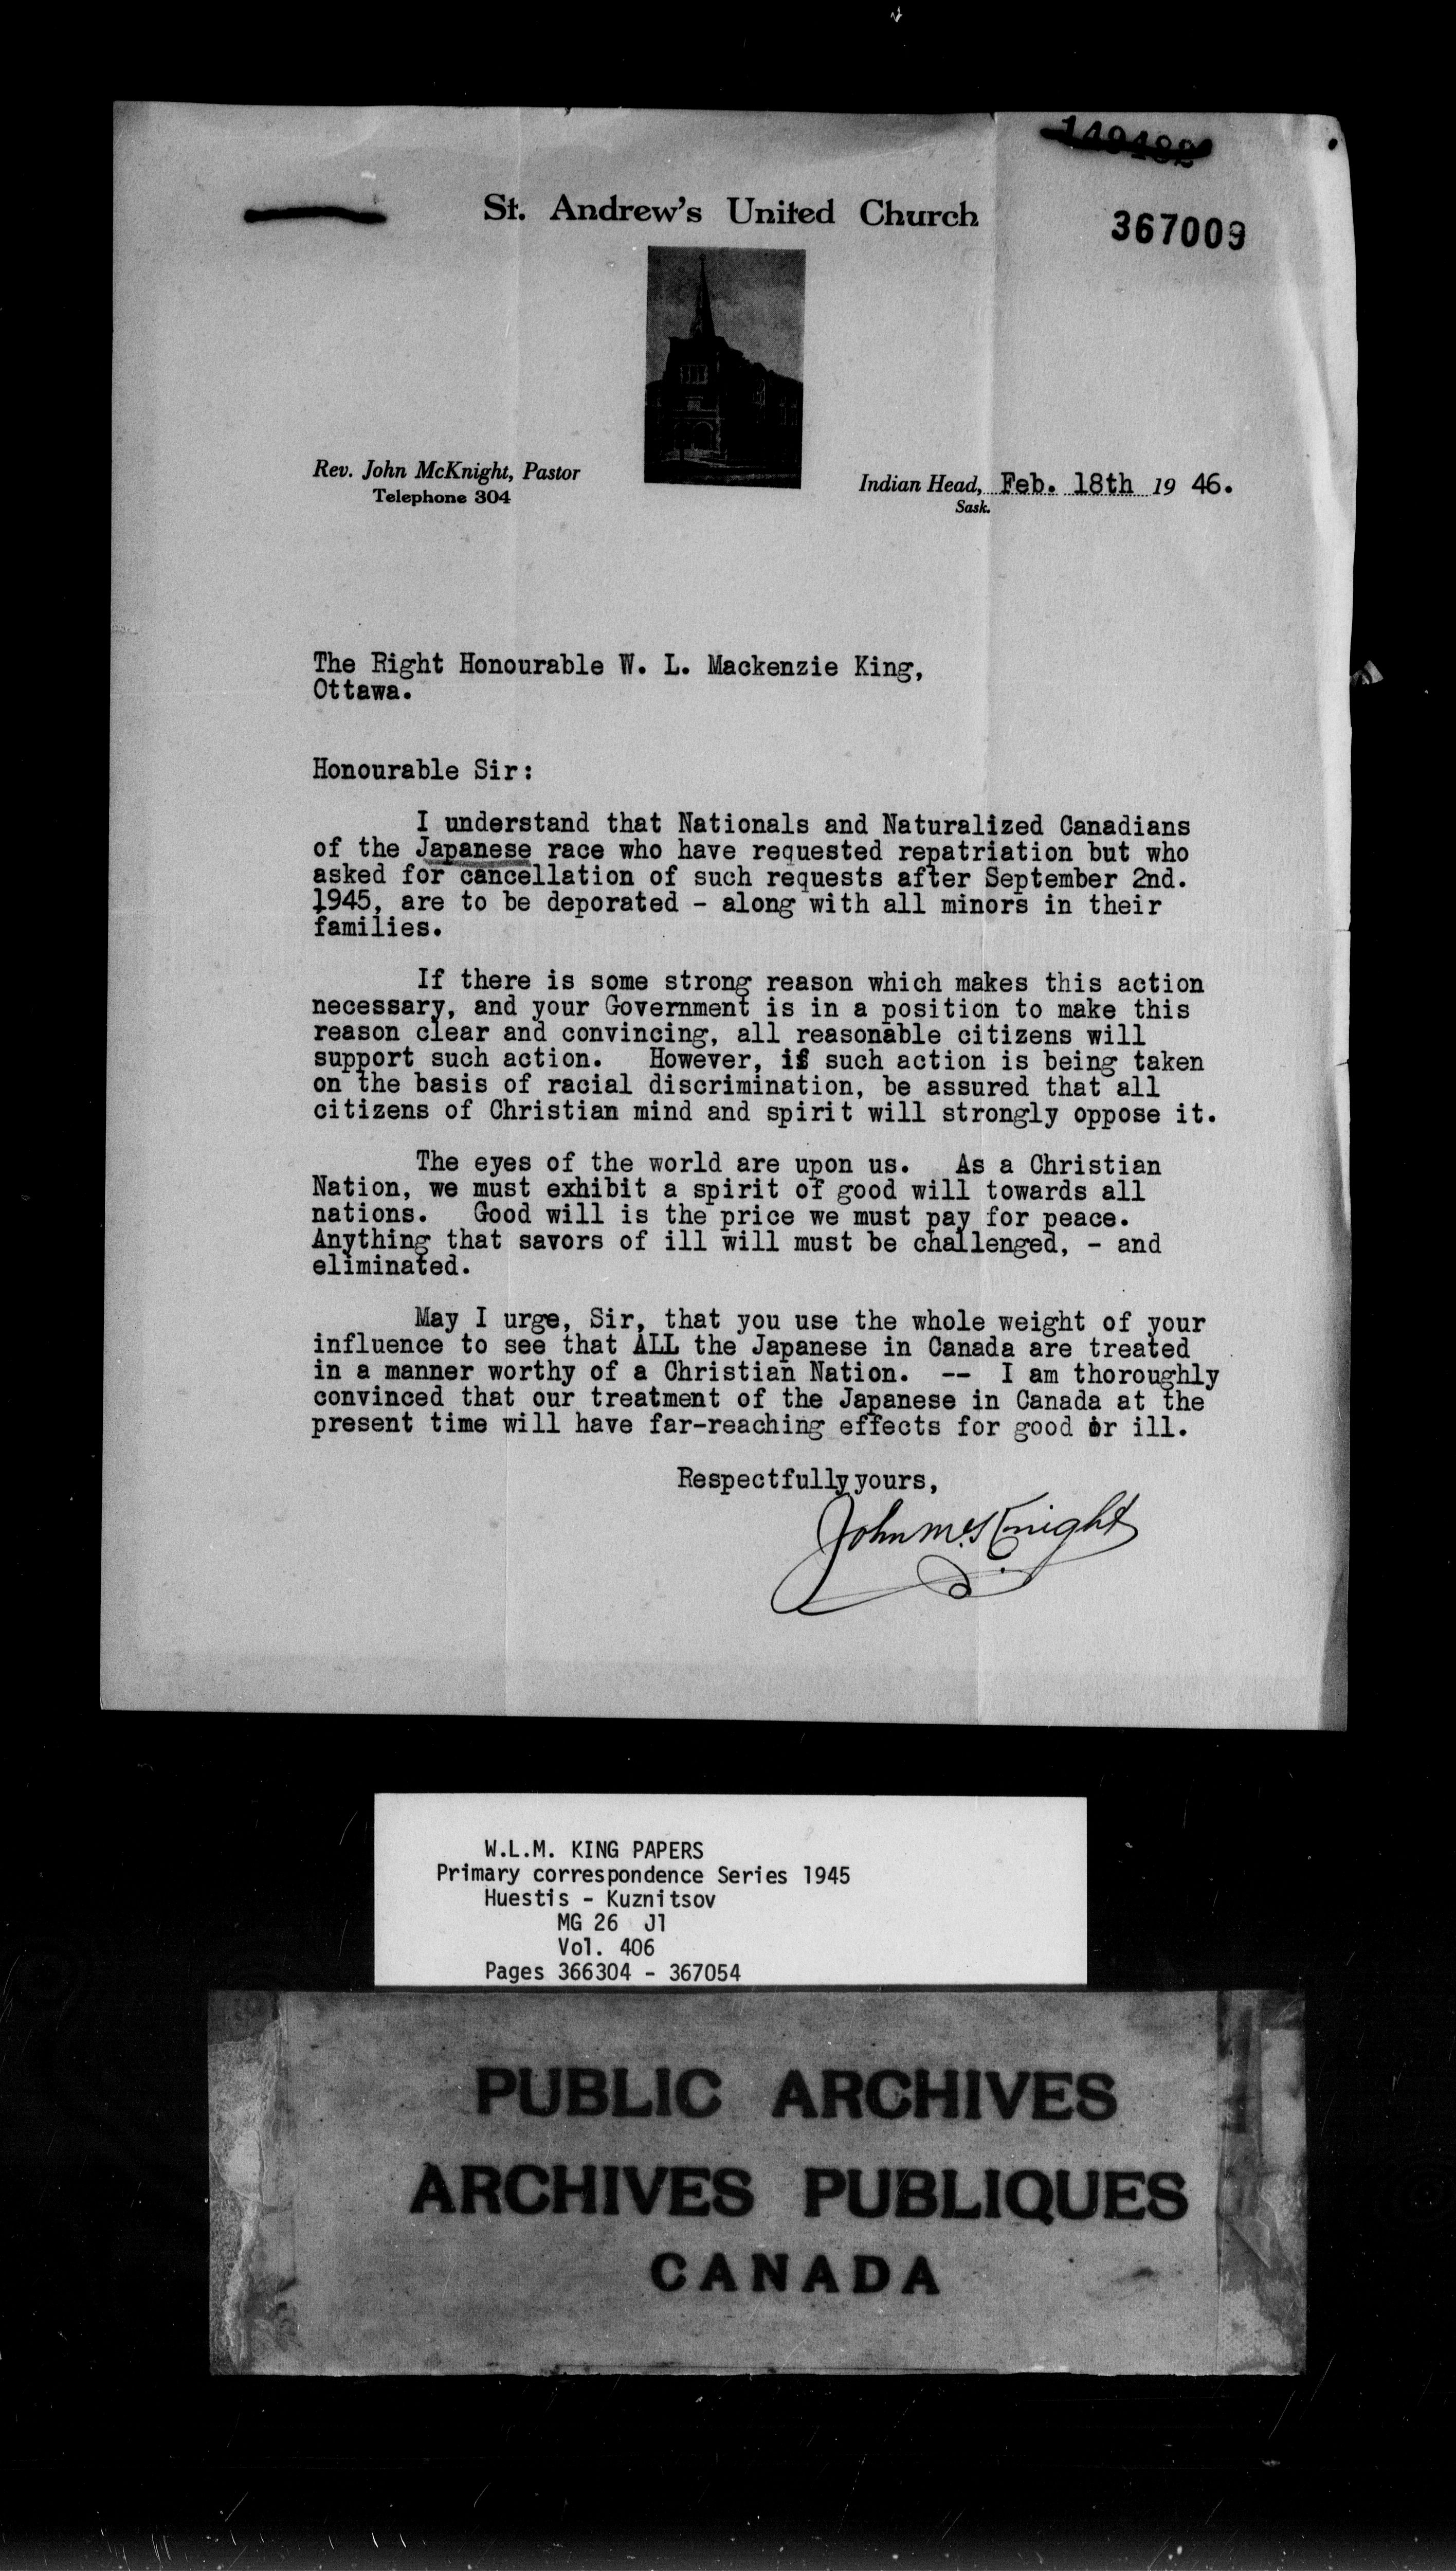 149482
St. Andrew's United Church
367009
Rev. John McKnight, Pastor
Telephone 304
Indian Head, Feb. 18th 19 46.
Sask.
The Right Honourable W. L. Mackenzie King,
Ottawa.
Honourable Sir:
I understand that Nationals and Naturalized Canadians
of the Japanese race who have requested repatriation but who
asked for cancellation of such requests after September 2nd.
1945, are to be deporated - along with all minors in their
families.
If there is some strong reason which makes this action
necessary, and your Government is in a position to make this
reason clear and convincing, all reasonable citizens will
support such action. However, if such action is being taken
on the basis of racial discrimination, be assured that all
citizens of Christian mind and spirit will strongly oppose it.
The eyes of the world are upon us. As a Christian
Nation, we must exhibit a spirit of good will towards all
nations. Good will is the price we must pay for peace.
Anything that savors of ill will must be challenged, - and
eliminated.
May I urge, Sir, that you use the whole weight of your
influence to see that ALL the Japanese in Canada are treated
in a manner worthy of a Christian Nation. -- I am thoroughly
convinced that our treatment of the Japanese in Canada at the
present time will have far-reaching effects for good or ill.
Respectfully yours,
John McKnight
W.L.M. KING PAPERS
Primary correspondence Series 1945
Huestis - Kuznitsov
MG 26 J1
Vol. 406
Pages 366304 - 367054
PUBLIC ARCHIVES
ARCHIVES PUBLIQUES
CANADA